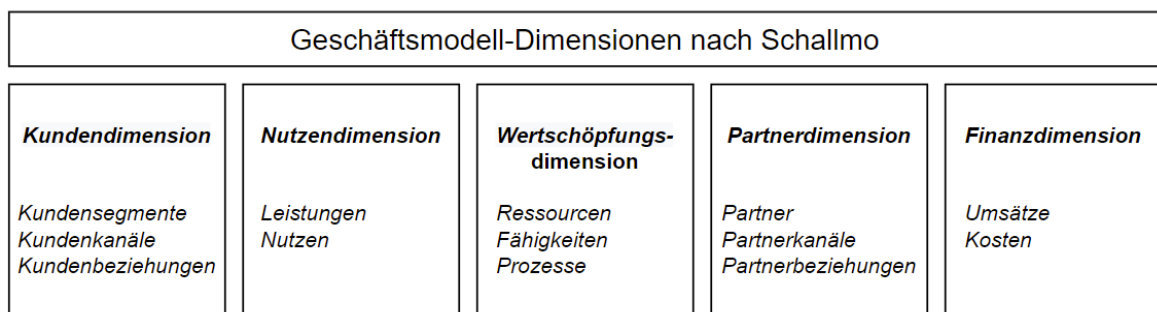 Geschäftsmodell-Dimensionen nach Schallmo
Kundendimension
Kundensegmente
Kundenkanäle
Kundenbeziehungen
Nutzendimension
Leistungen
Nutzen
Wertschöpfungs-
dimension
Ressourcen
Fähigkeiten
Prozesse
Partnerdimension
Partner
Partnerkanäle
Partnerbeziehungen
Finanzdimension
Umsätze
Kosten